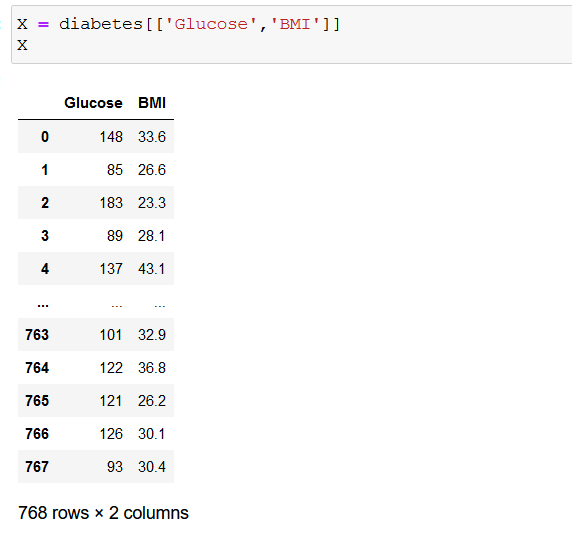 X = diabetes[['Glucose','BMI']]
X
Glucose BMI
0 148 33.6
1 85 26.6
2 183 23.3
3 89 28.1
4 137 43.1
... ... ...
763 101 32.9
764 122 36.8
765 121 26.2
766 126 30.1
767 93 30.4
768 rows × 2 columns